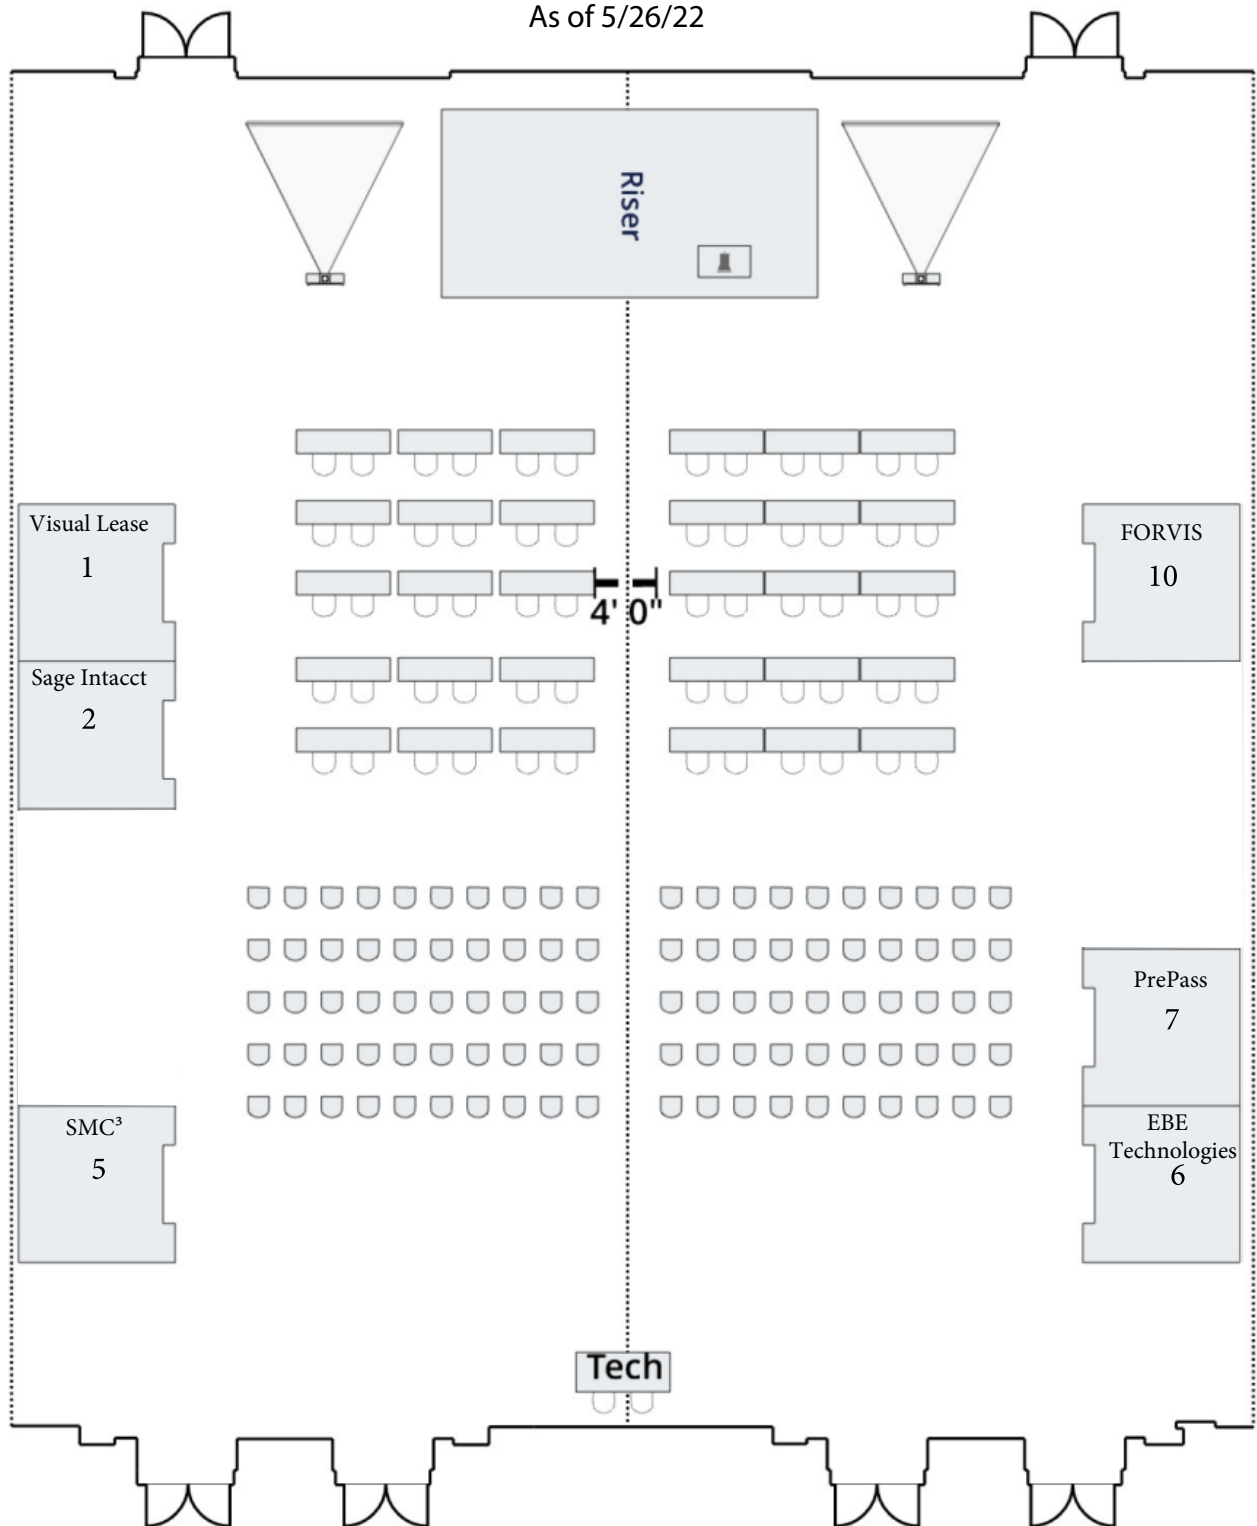 As of 5/26/22
Riser
Visual Lease
1
FORVIS
10
4' 0"
Sage Intacct
2
PrePass
7
SMC³
5
EBE
Technologies
6
Tech